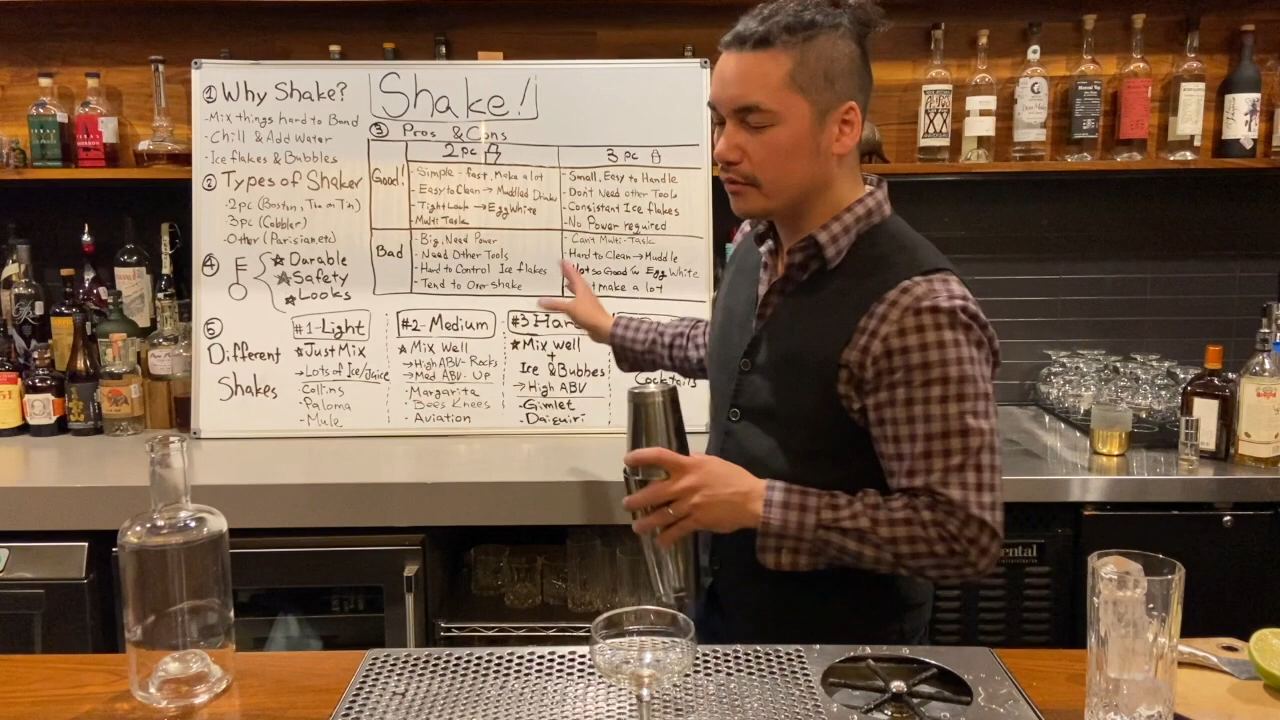 Shake!
① Why Shake?
-Mix things hard to Band
-Chill & Add Water
-Ice flakes & Bubbles
② Types of Shaker
-2pc (Boston, Tin on Tin)
3pc (Cobbler)
-Other (Parisian, etc)
③ Pros & Cons
2pc
3pc
Good!
-Simple - fast, Make a lot
-Easy to Clean → Muddled Drinks
-Tight Lock → Egg White
-Multi Task
-Small, Easy to Handle
-Don't Need other Tools
-Consistant Ice flakes
-No Power required
Bad
-Big, Need Power
-Need Other Tools
-Hard to Control Ice flakes
-Tend to Over shake
-Can't Multi-Task
-Hard to Clean → Muddle
Not so Good w Egg White
make a lot
④
★ Darable
★ Safety
★ Looks
⑤
Different
Shakes
#1-Light
★ Just Mix
→ Lots of Ice/Juice
-Collins
-Paloma
-Mule
#2-Medium
★ Mix Well
→ High ABV- Rocks
→ Med ABV- UP
-Margarita
-Bees Knees
-Aviation
#3 Har
★ Mix well
+
Ice & Bubbes
→ High ABV
-Gimlet
-Daiquiri
Cocktails